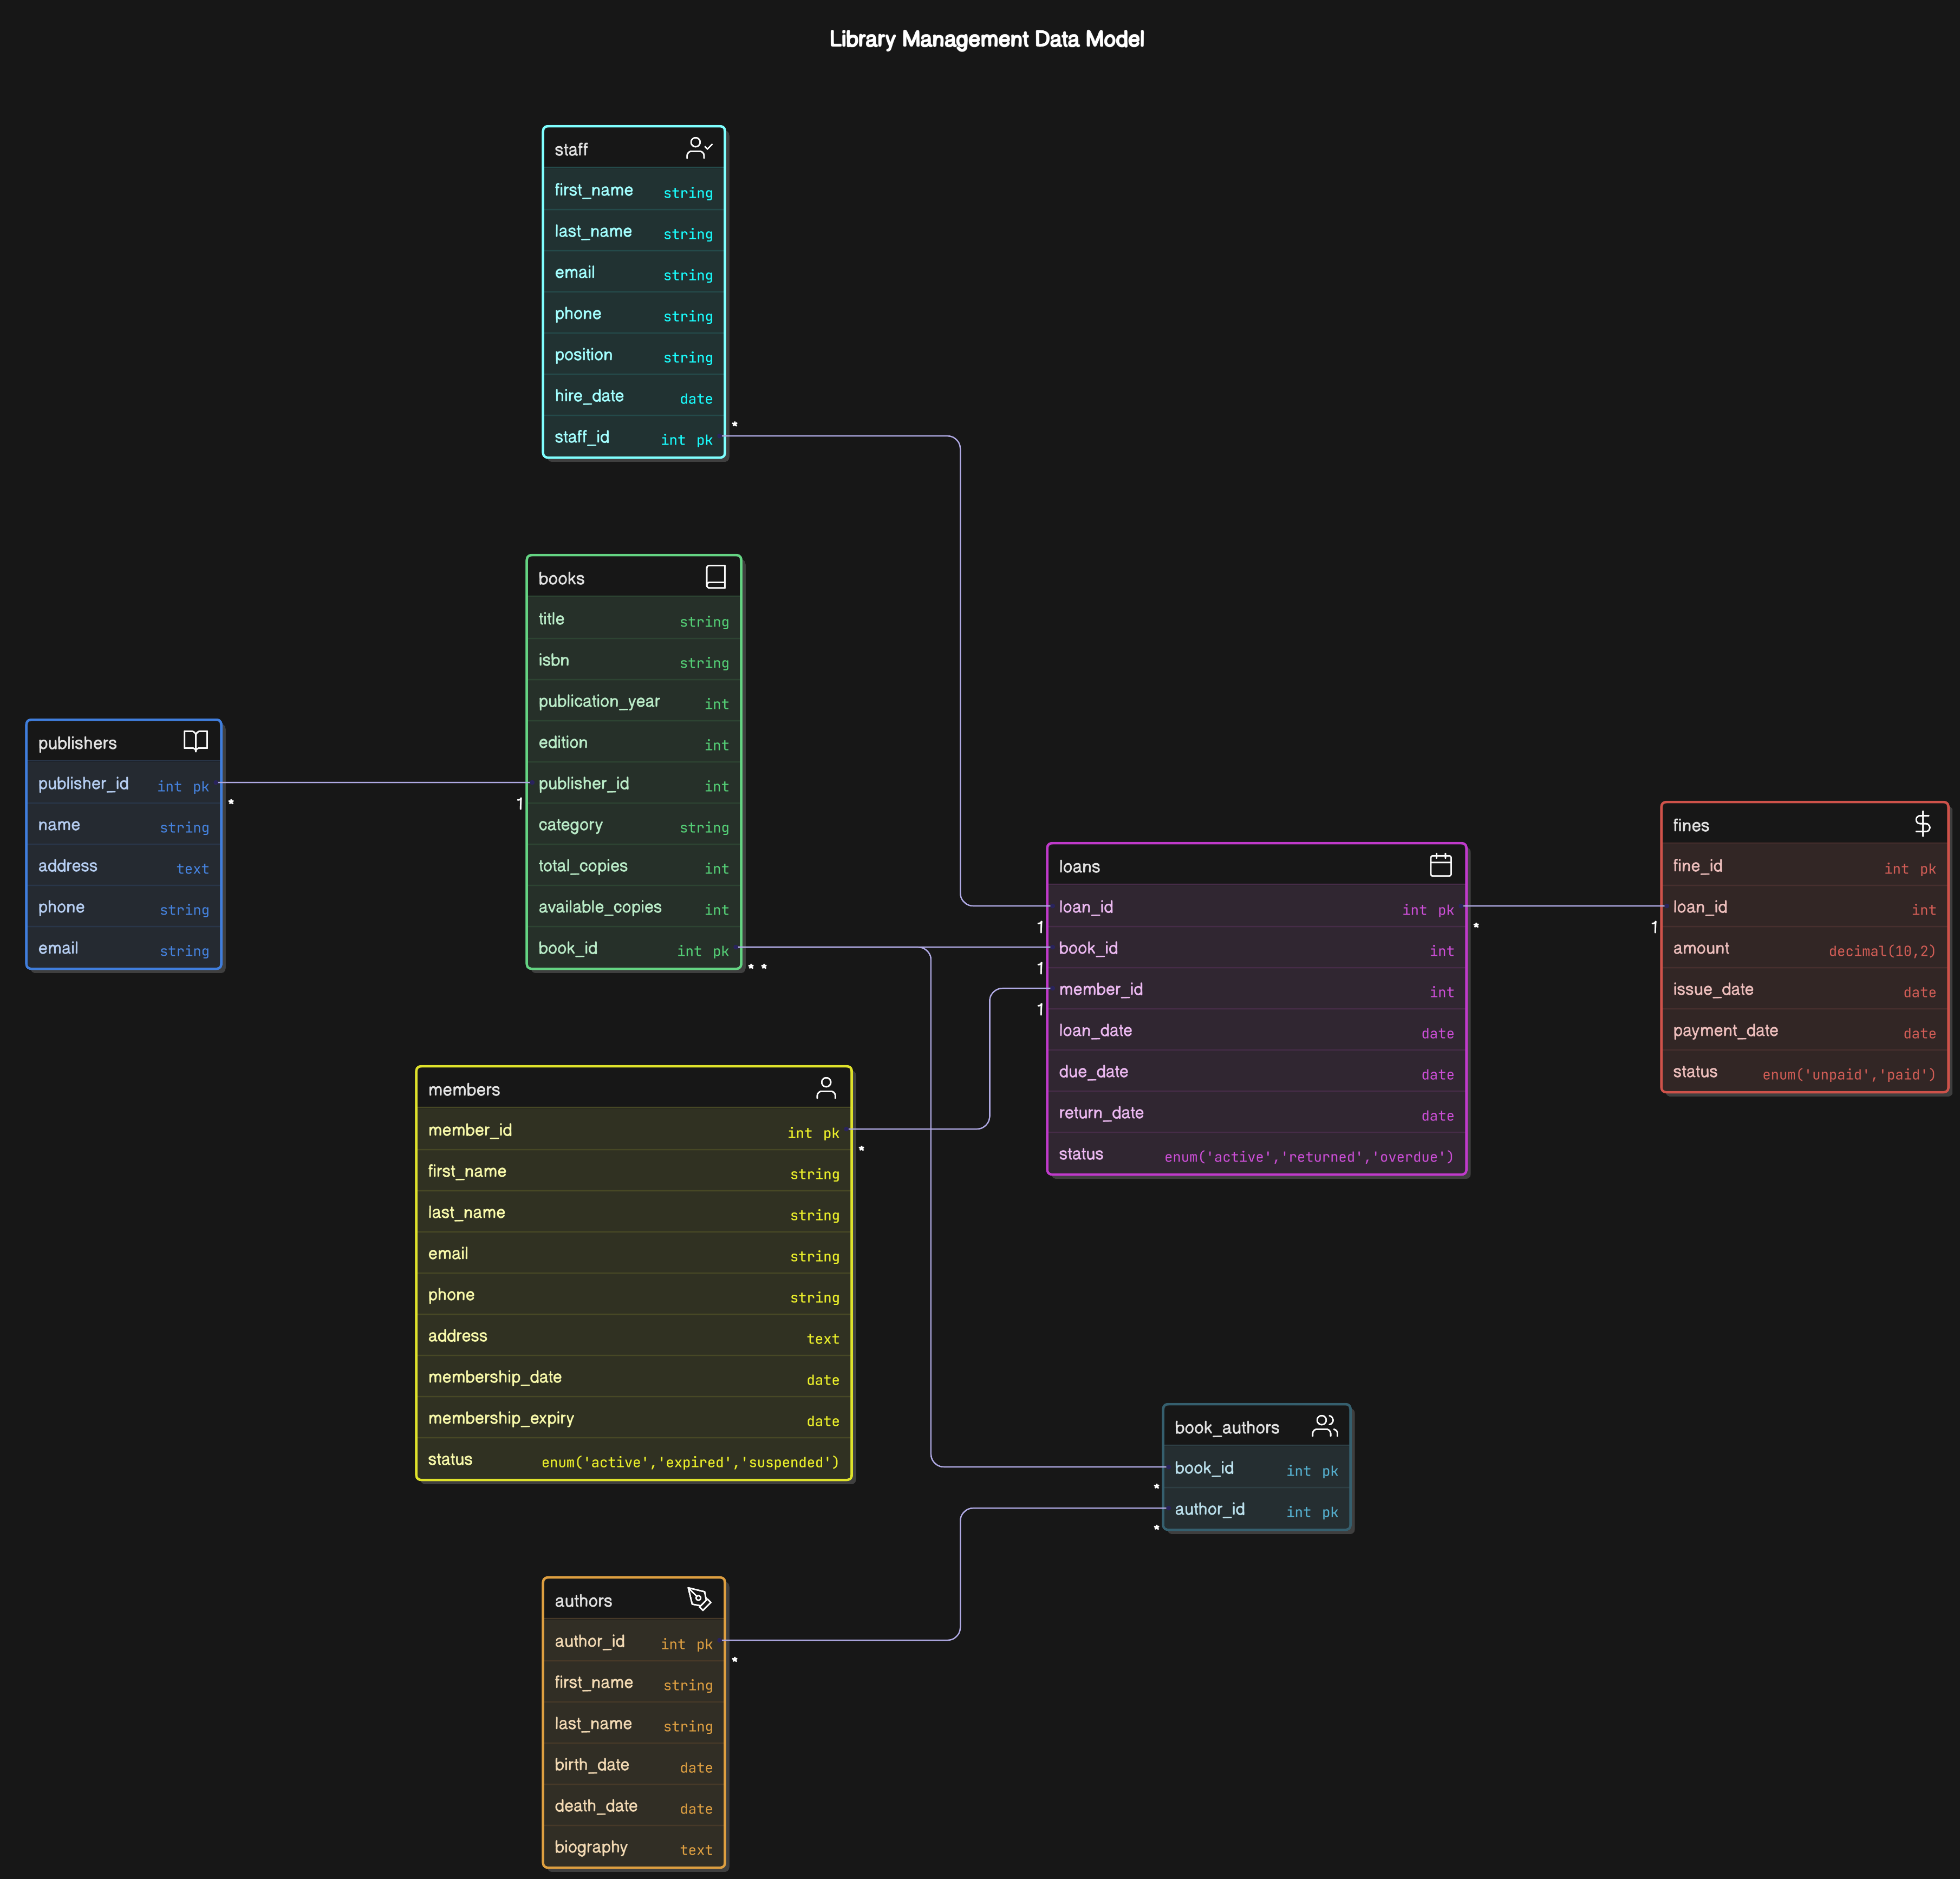 Library Management Data Model
staff
first_name string
last_name string
email string
phone string
position string
hire_date date
staff_id int pk
*
books
title string
isbn string
publication_year int
edition int
publisher_id int
category string
total_copies int
available_copies int
book_id int pk
* *
1
publishers
publisher_id int pk
name string
address text
phone string
email string
*
loans
loan_id int pk
book_id int
member_id int
loan_date date
due_date date
return_date date
status enum('active','returned','overdue')
1
1
1
*
fines
fine_id int pk
loan_id int
amount decimal(10,2)
issue_date date
payment_date date
status enum('unpaid','paid')
1
members
member_id int pk
first_name string
last_name string
email string
phone string
address text
membership_date date
membership_expiry date
status enum('active','expired','suspended')
*
book_authors
book_id int pk
author_id int pk
*
*
authors
author_id int pk
first_name string
last_name string
birth_date date
death_date date
biography text
*